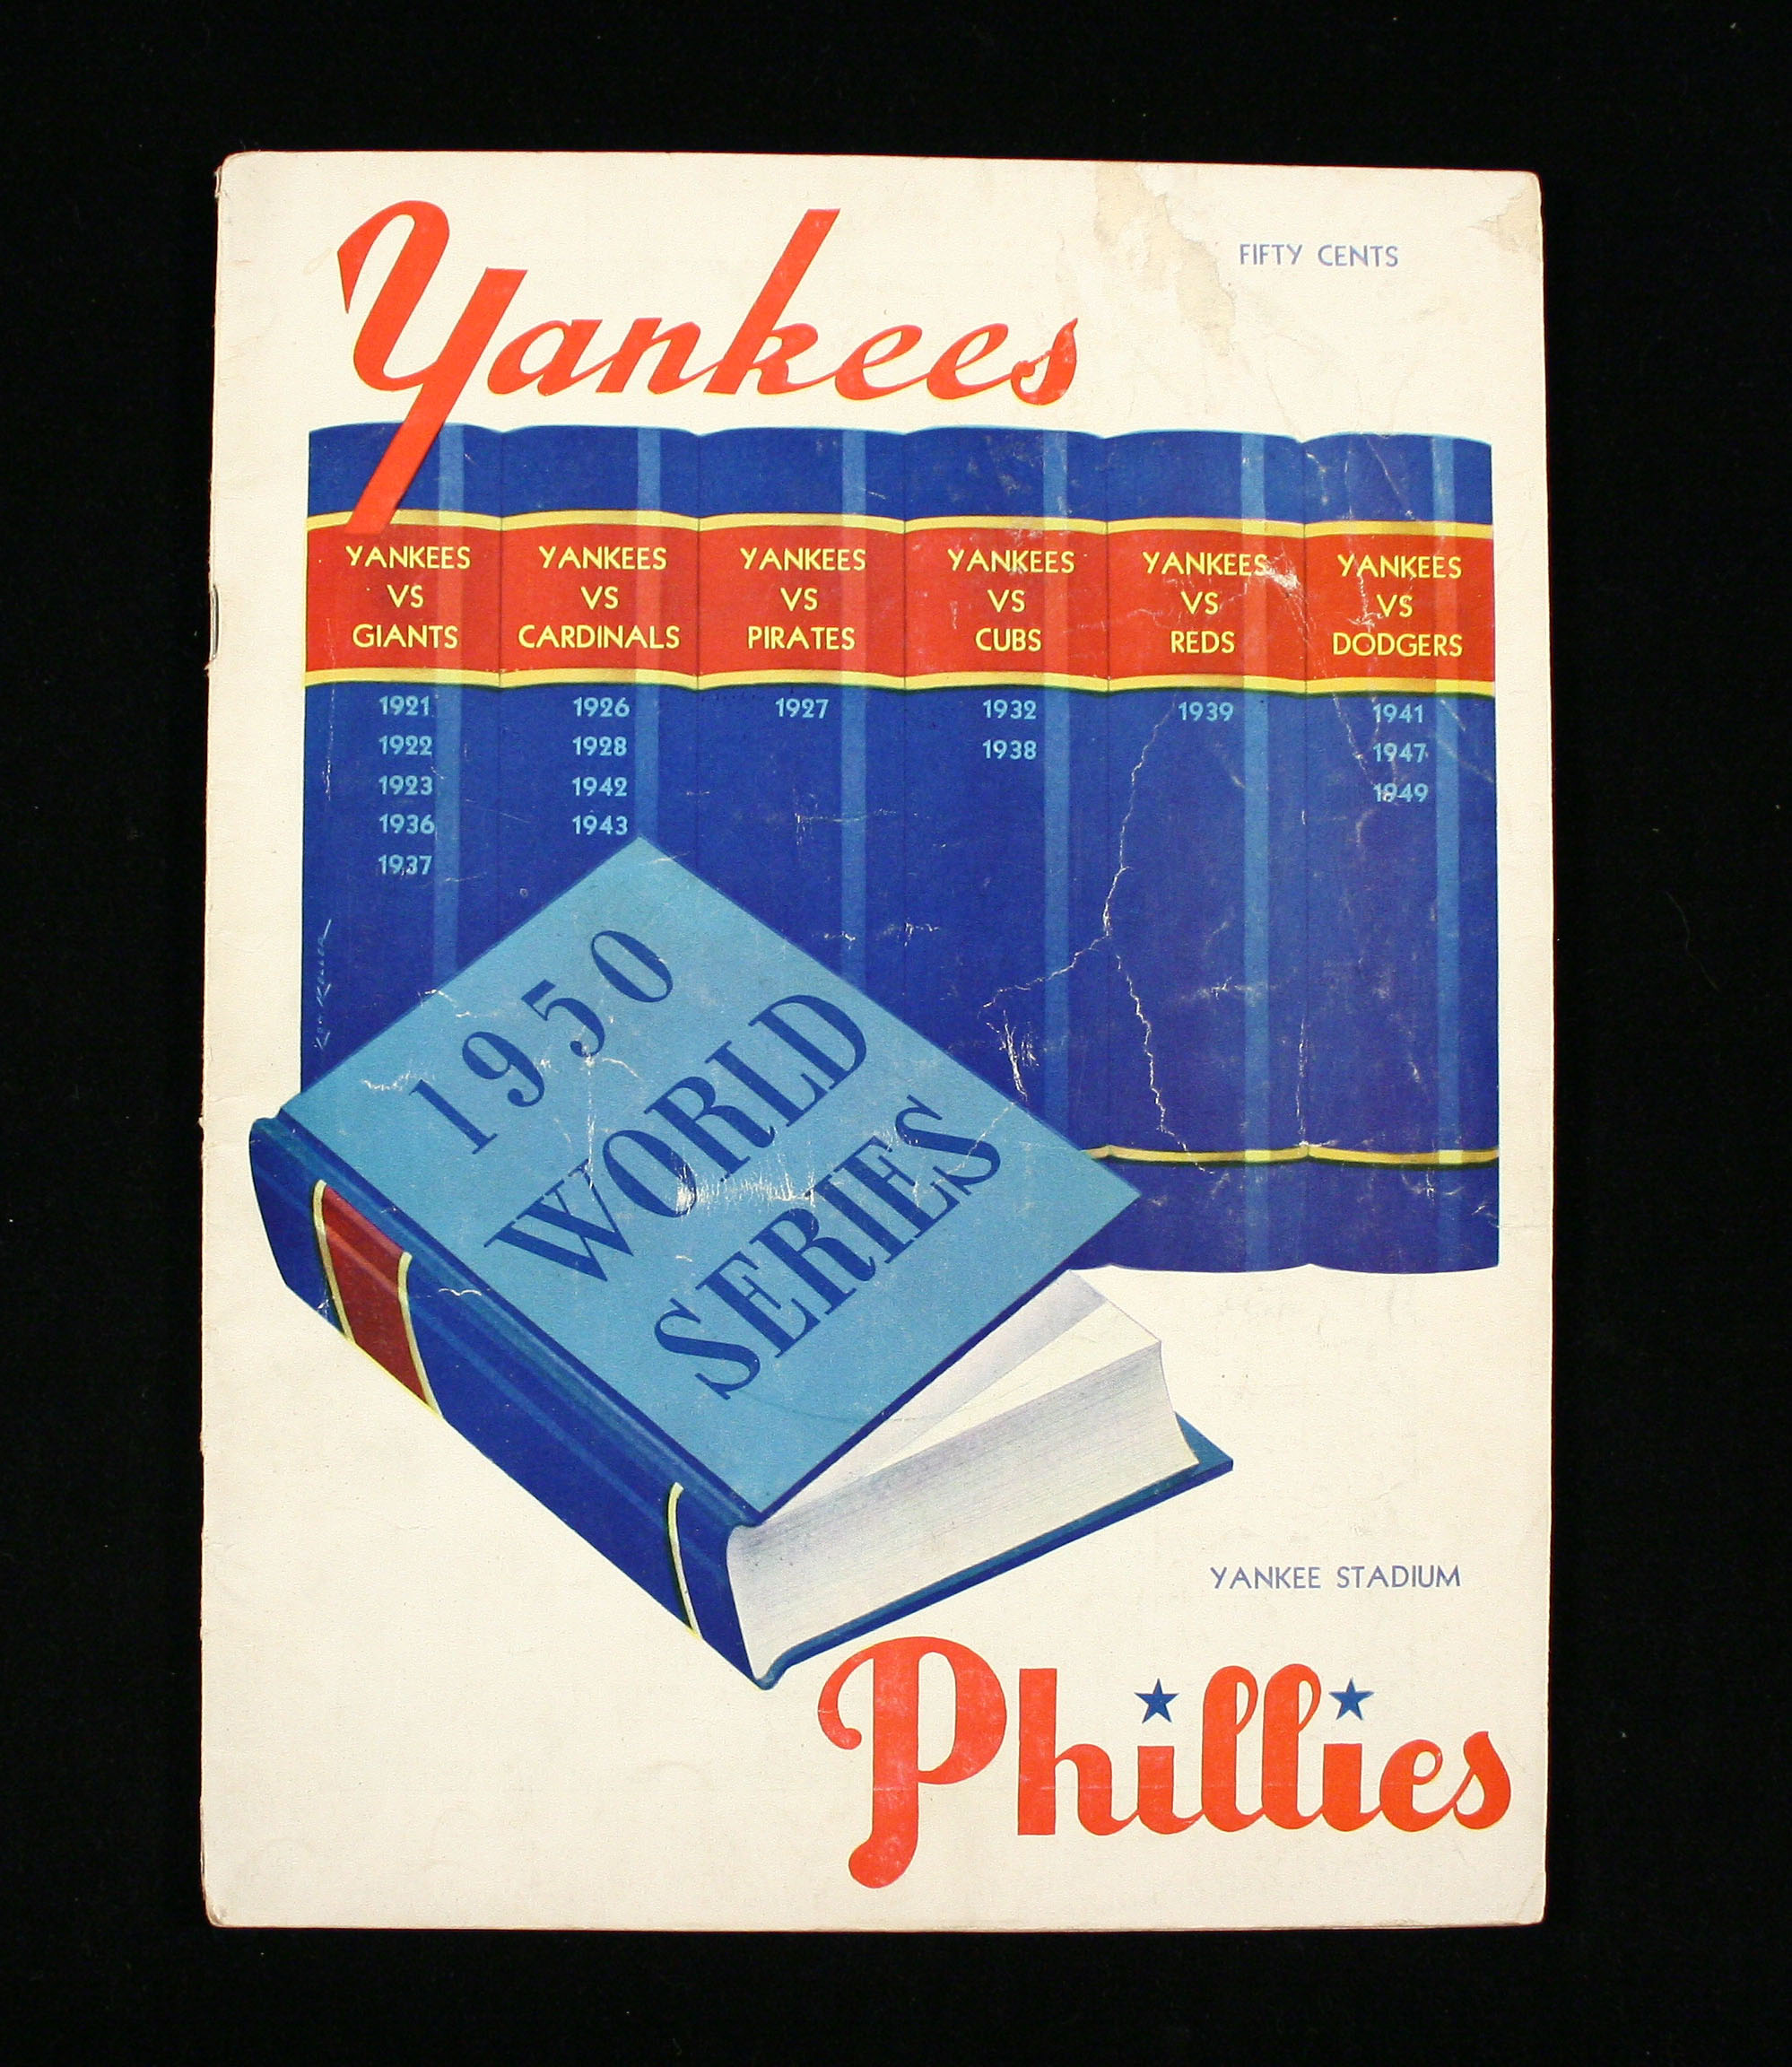 Yankees
FIFTY CENTS
YANKEES
VS
GIANTS
1921
1922
1923
1936
1937
YANKEES
VS
CARDINALS
1926
1928
1942
1943
YANKEES
VS
PIRATES
1927
YANKEES
VS
CUBS
1932
1938
YANKEES
VS
REDS
1939
YANKEES
VS
DODGERS
1941
1947
1949
1950
WORLD
SERIES
YANKEE STADIUM
Phillies